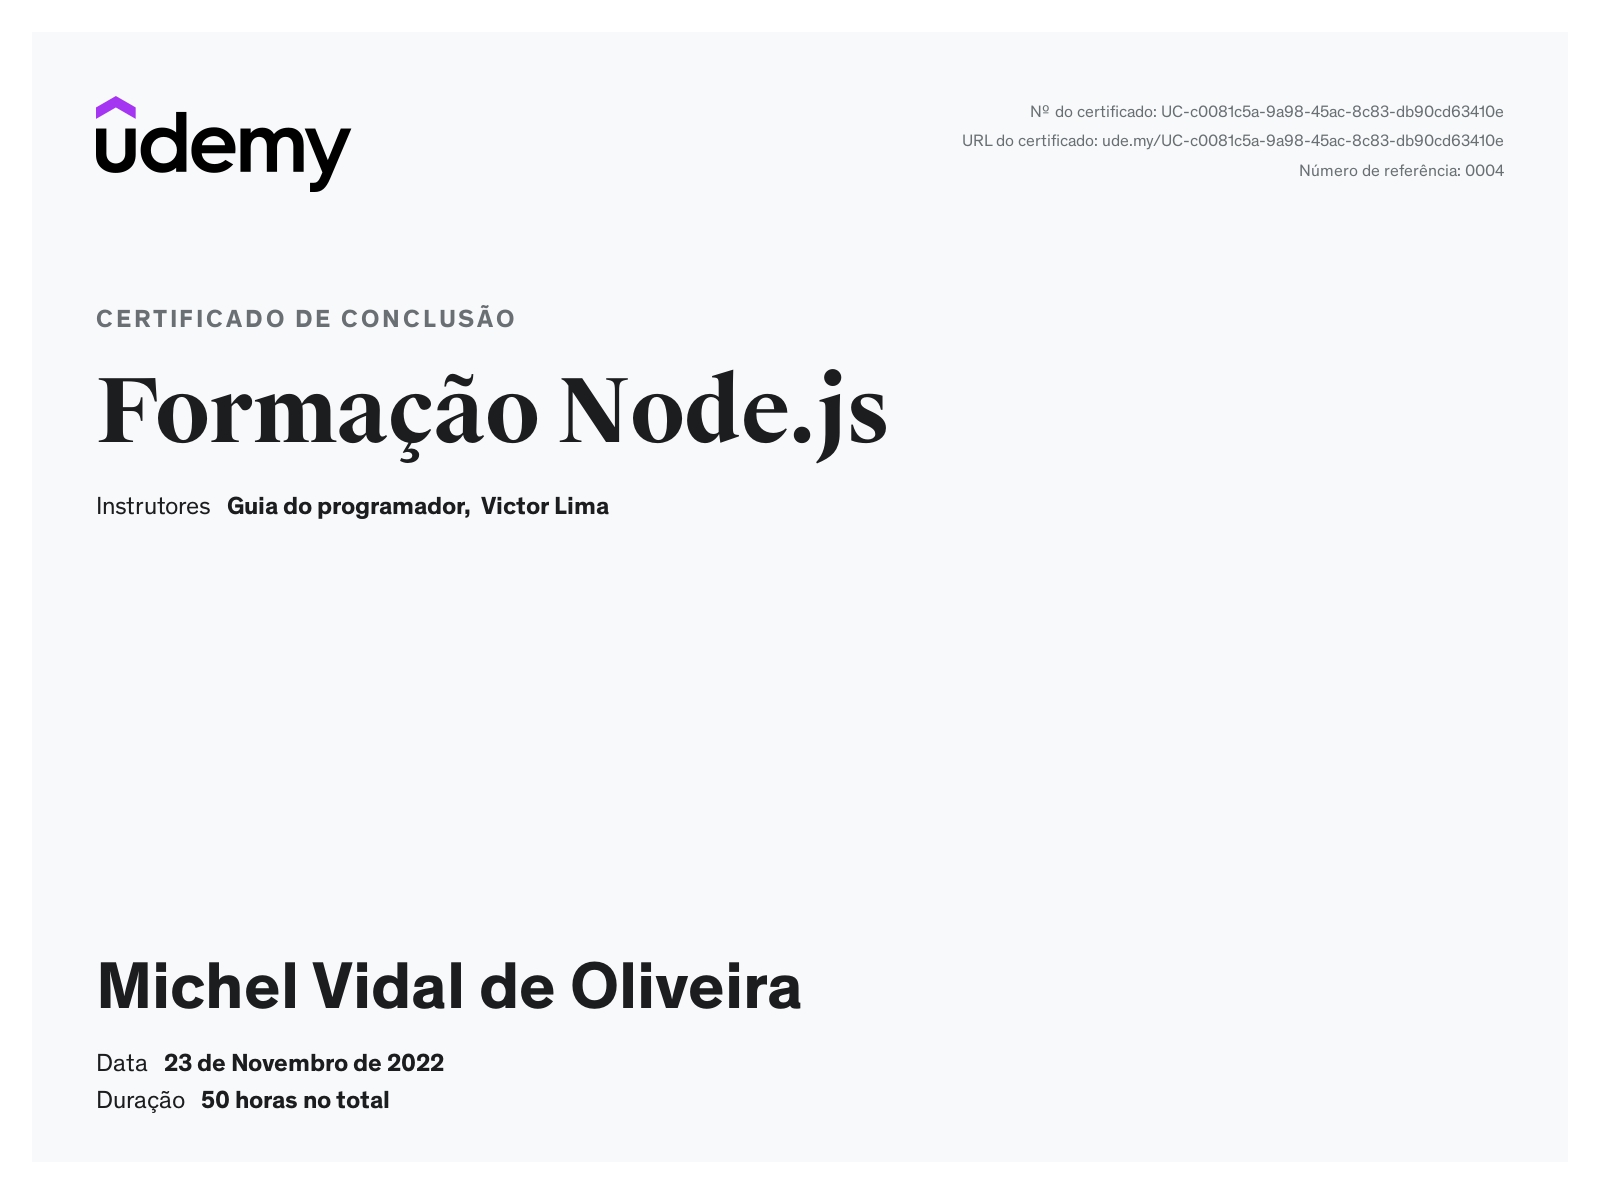 udemy
Nº do certificado: UC-c0081c5a-9a98-45ac-8c83-db90cd63410e
URL do certificado: ude.my/UC-c0081c5a-9a98-45ac-8c83-db90cd63410e
Número de referência: 0004
CERTIFICADO DE CONCLUSÃO
Formação Node.js
Instrutores Guia do programador, Victor Lima
Michel Vidal de Oliveira
Data 23 de Novembro de 2022
Duração 50 horas no total